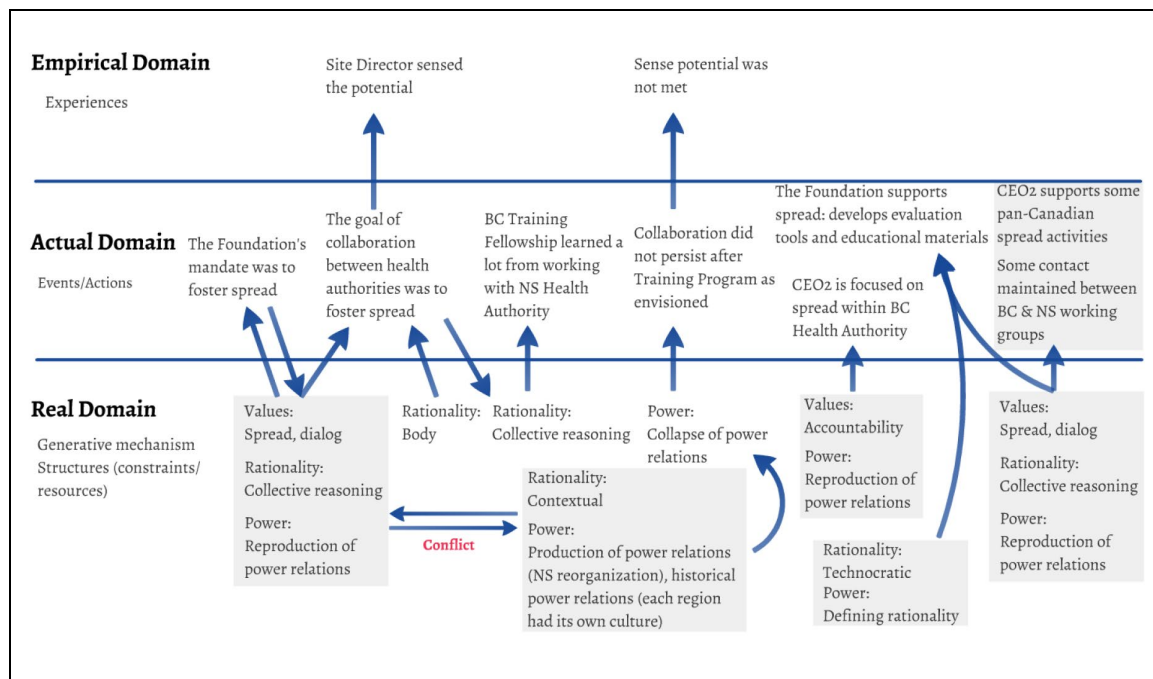 Empirical Domain
Experiences
Site Director sensed
the potential
Sense potential was
not met
Actual Domain
Events/Actions
The Foundation's
mandate was to
foster spread
The goal of
collaboration
between health
authorities was to
foster spread
BC Training
Fellowship learned a
lot from working
with NS Health
Authority
Collaboration did
not persist after
Training Program as
envisioned
The Foundation supports
spread: develops evaluation
tools and educational materials
CEO2 is focused on
spread within BC
Health Authority
CEO2 supports some
pan-Canadian
spread activities
Some contact
maintained between
BC & NS working
groups
Real Domain
Generative mechanism
Structures (constraints/
resources)
Values:
Spread, dialog
Rationality:
Collective reasoning
Power:
Reproduction of
power relations
Rationality:
Body
Rationality:
Collective reasoning
Conflict
Rationality:
Contextual
Power:
Production of power relations
(NS reorganization), historical
power relations (each region
had its own culture)
Power:
Collapse of power
relations
Values:
Accountability
Power:
Reproduction of
power relations
Rationality:
Technocratic
Power:
Defining rationality
Values:
Spread, dialog
Rationality:
Collective reasoning
Power:
Reproduction of
power relations